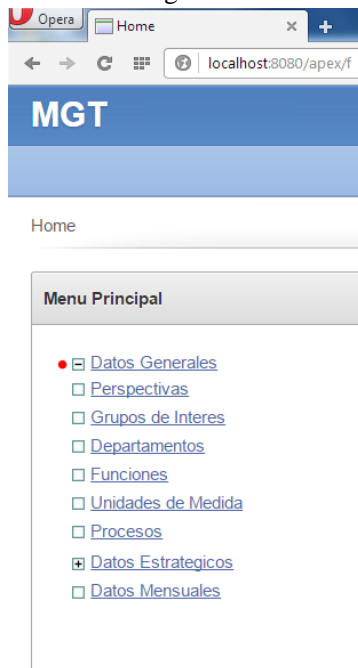 Opera
Home
localhost:8080/apex/f
MGT
Home
Menu Principal
Datos Generales
Perspectivas
Grupos de Interes
Departamentos
Funciones
Unidades de Medida
Procesos
Datos Estrategicos
Datos Mensuales